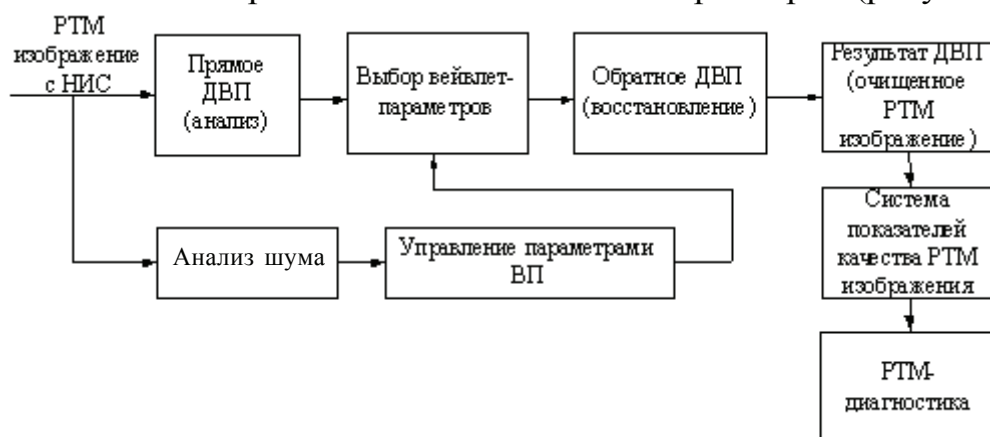 РТМ
изображение
с НИС
Прямое
ДВП
(анализ)
Выбор вейвлет-
параметров
Обратное ДВП
(восстановление)
Результат ДВП
(очищенное
РТМ
изображение)
Анализ шума
Управление параметрами
ВП
Система
показателей
качества РТМ
изображения
РТМ-
диагностика